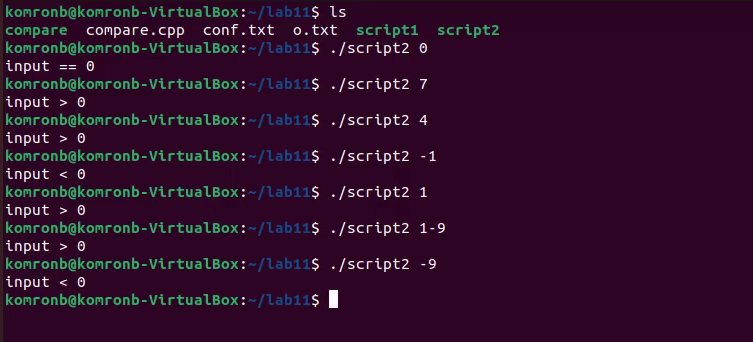 komronb@komronb-VirtualBox:~/lab11$ ls
compare  compare.cpp  conf.txt  o.txt  script1  script2
komronb@komronb-VirtualBox:~/lab11$ ./script2 0
input == 0
komronb@komronb-VirtualBox:~/lab11$ ./script2 7
input > 0
komronb@komronb-VirtualBox:~/lab11$ ./script2 4
input > 0
komronb@komronb-VirtualBox:~/lab11$ ./script2 -1
input < 0
komronb@komronb-VirtualBox:~/lab11$ ./script2 1
input > 0
komronb@komronb-VirtualBox:~/lab11$ ./script2 1-9
input > 0
komronb@komronb-VirtualBox:~/lab11$ ./script2 -9
input < 0
komronb@komronb-VirtualBox:~/lab11$